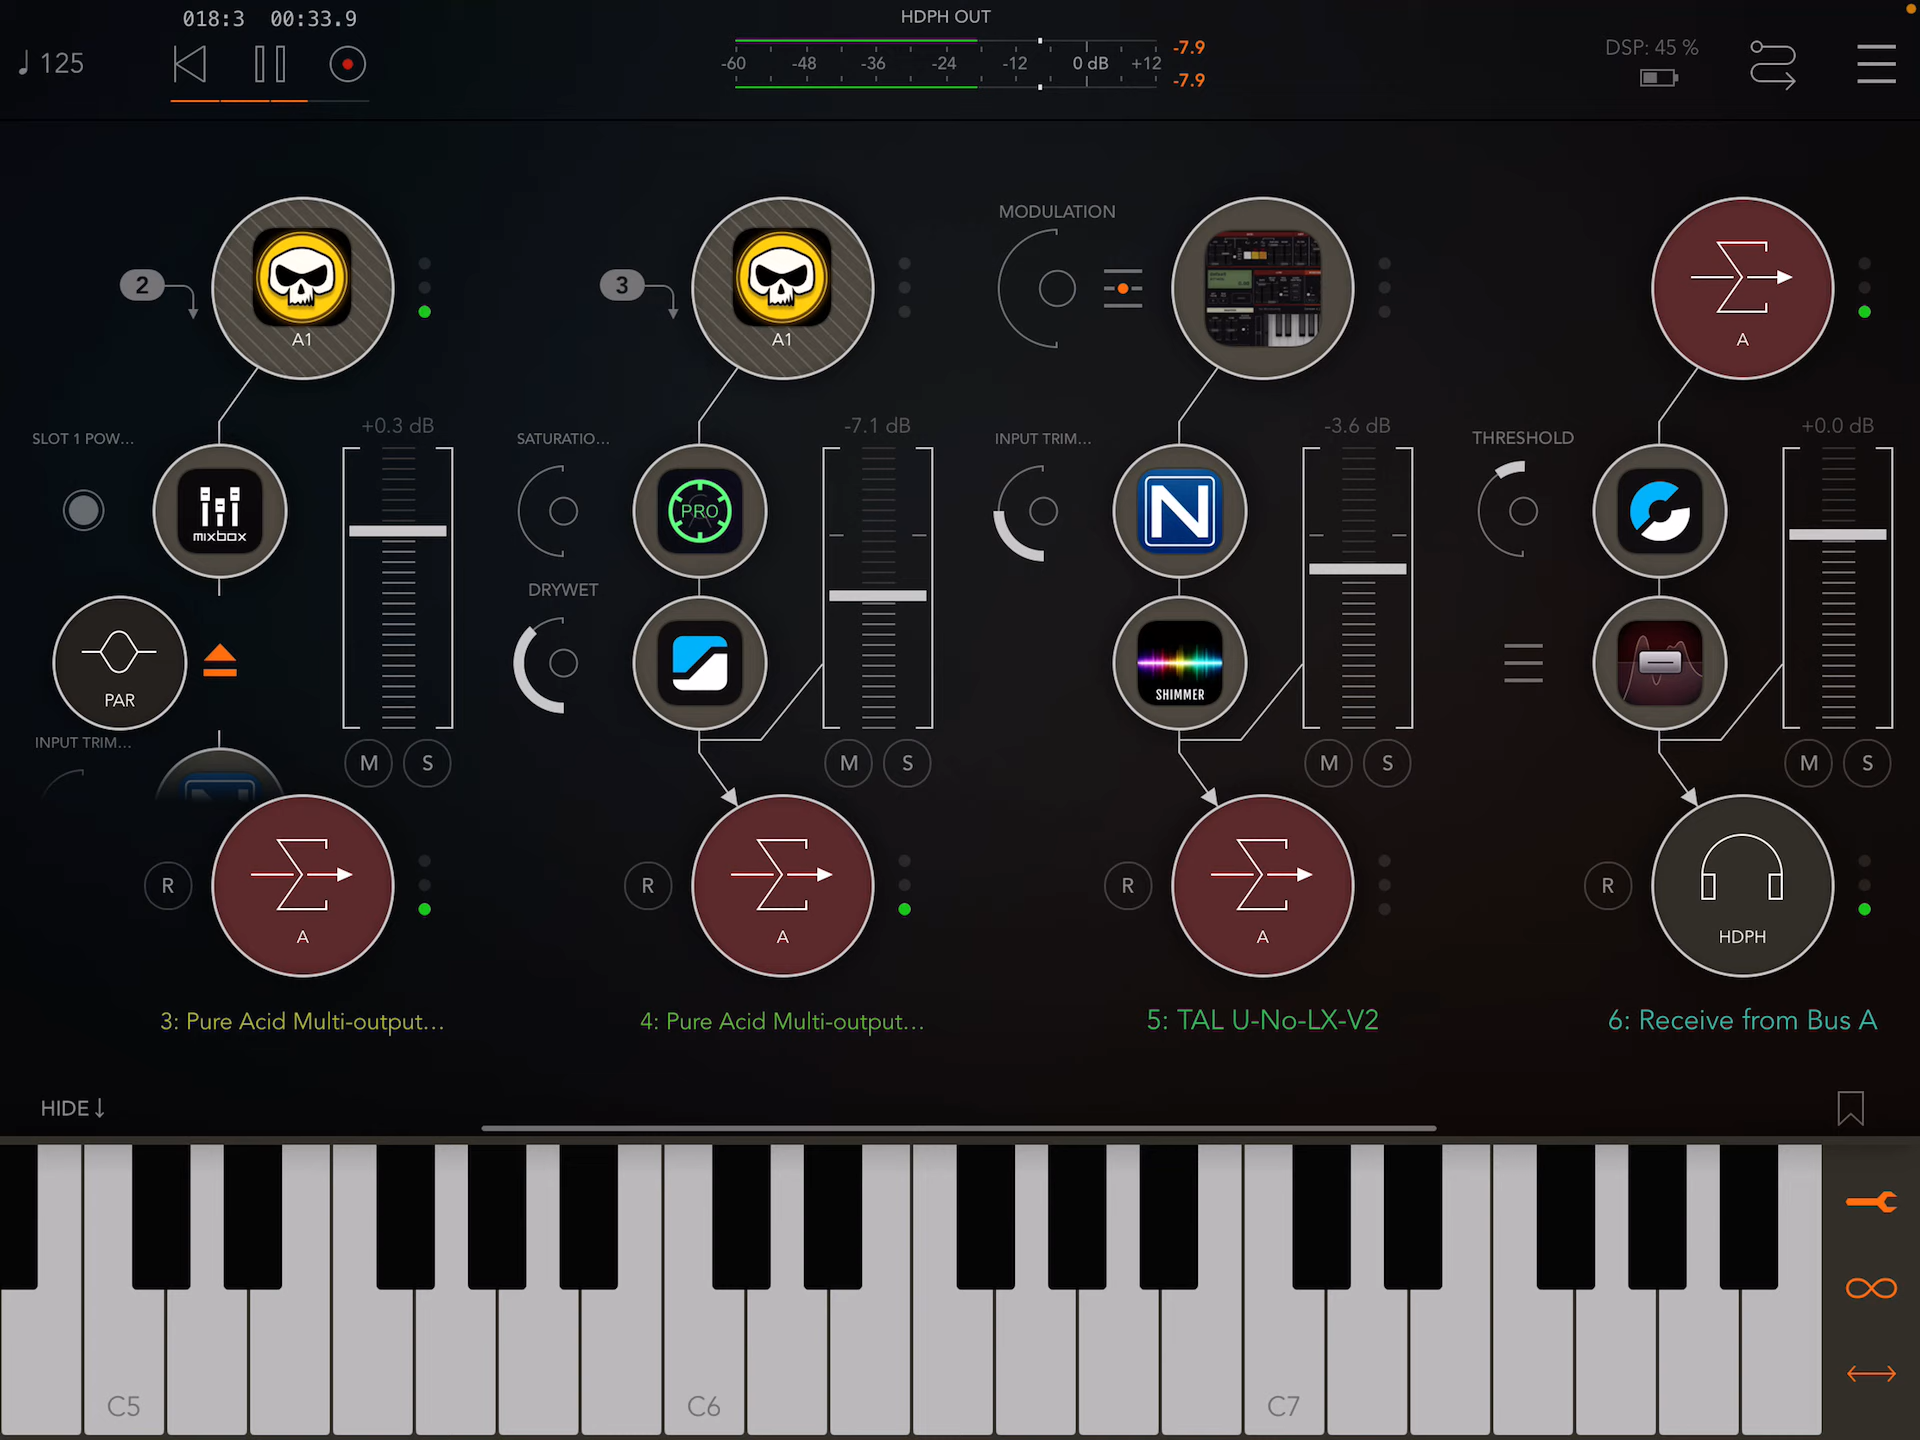 018:3 00:33.9
HDPH OUT
125
-60 -48 -36 -24 -12 0 dB +12
-7.9
-7.9
DSP: 45 %
2
A1
3
A1
MODULATION
A
SLOT 1 POW...
+0.3 dB
SATURATIO...
-7.1 dB
INPUT TRIM...
-3.6 dB
THRESHOLD
+0.0 dB
mixbox
PRO
N
DRYWET
PAR
SHIMMER
INPUT TRIM...
M S
M S
M S
M S
N
R
A
R
A
R
A
R
HDPH
3: Pure Acid Multi-output...
4: Pure Acid Multi-output...
5: TAL U-No-LX-V2
6: Receive from Bus A
HIDE↓
C5
C6
C7